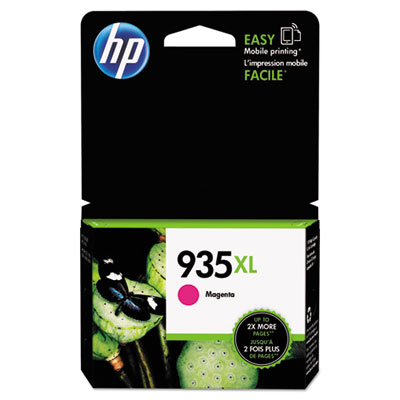 hp
EASY
Mobile printing*
L'impression mobile
FACILE*
935XL
Magenta
UP TO
2X MORE
PAGES**
JUSQU'À
2 FOIS PLUS
DE PAGES**